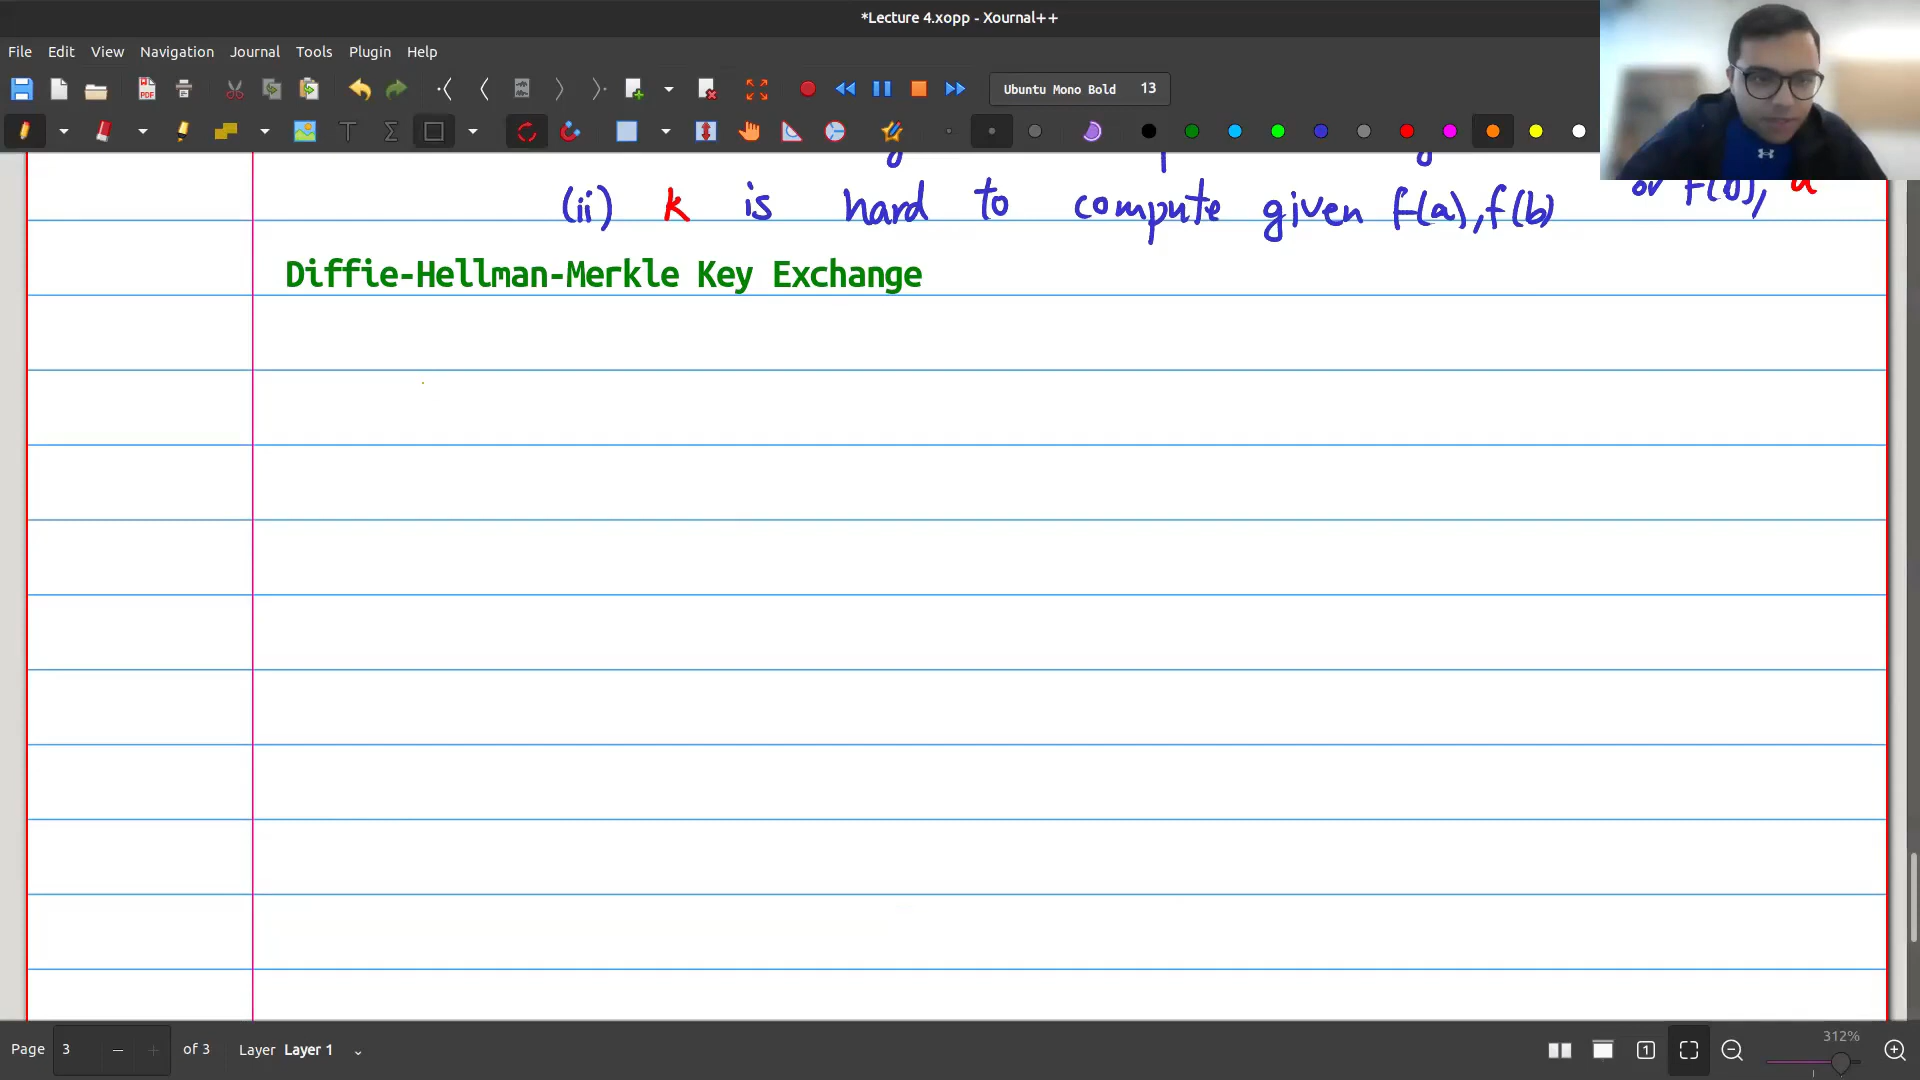 *Lecture 4.xopp - Xournal++
File Edit View Navigation Journal Tools Plugin Help
Ubuntu Mono Bold 13
or f(b), a
(ii) k is hard to compute given f(a), f(b)
Diffie-Hellman-Merkle Key Exchange
312%
Page 3 of 3 Layer Layer 1